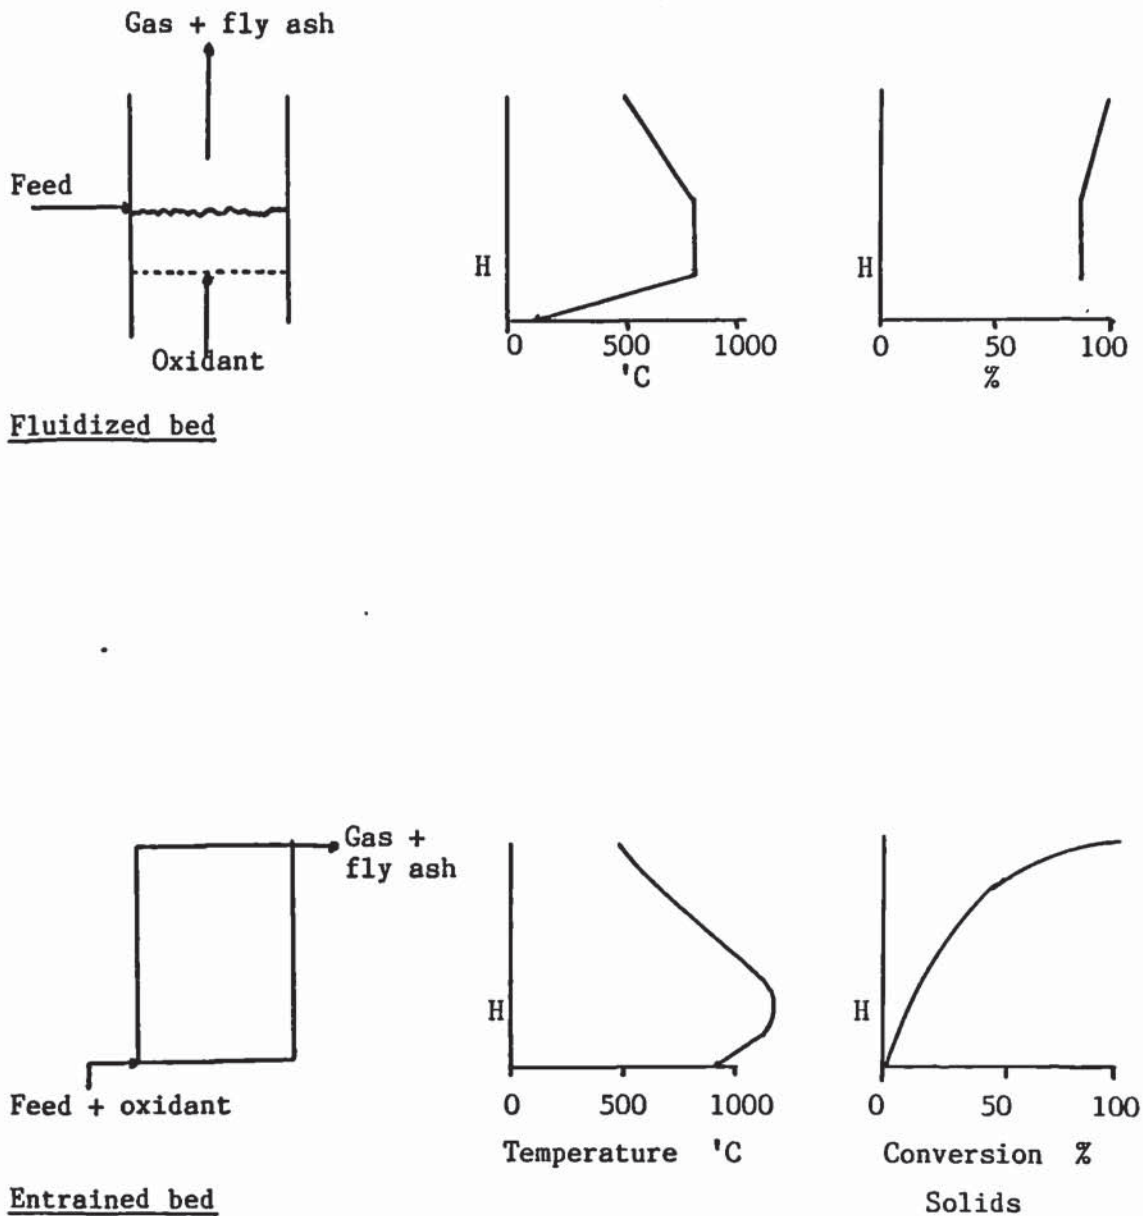 Gas + fly ash
Feed
Oxidant
H
0 500 1000
'C
H
0 50 100
%
Fluidized bed
Gas +
fly ash
Feed + oxidant
H
0 500 1000
Temperature 'C
H
0 50 100
Conversion %
Solids
Entrained bed